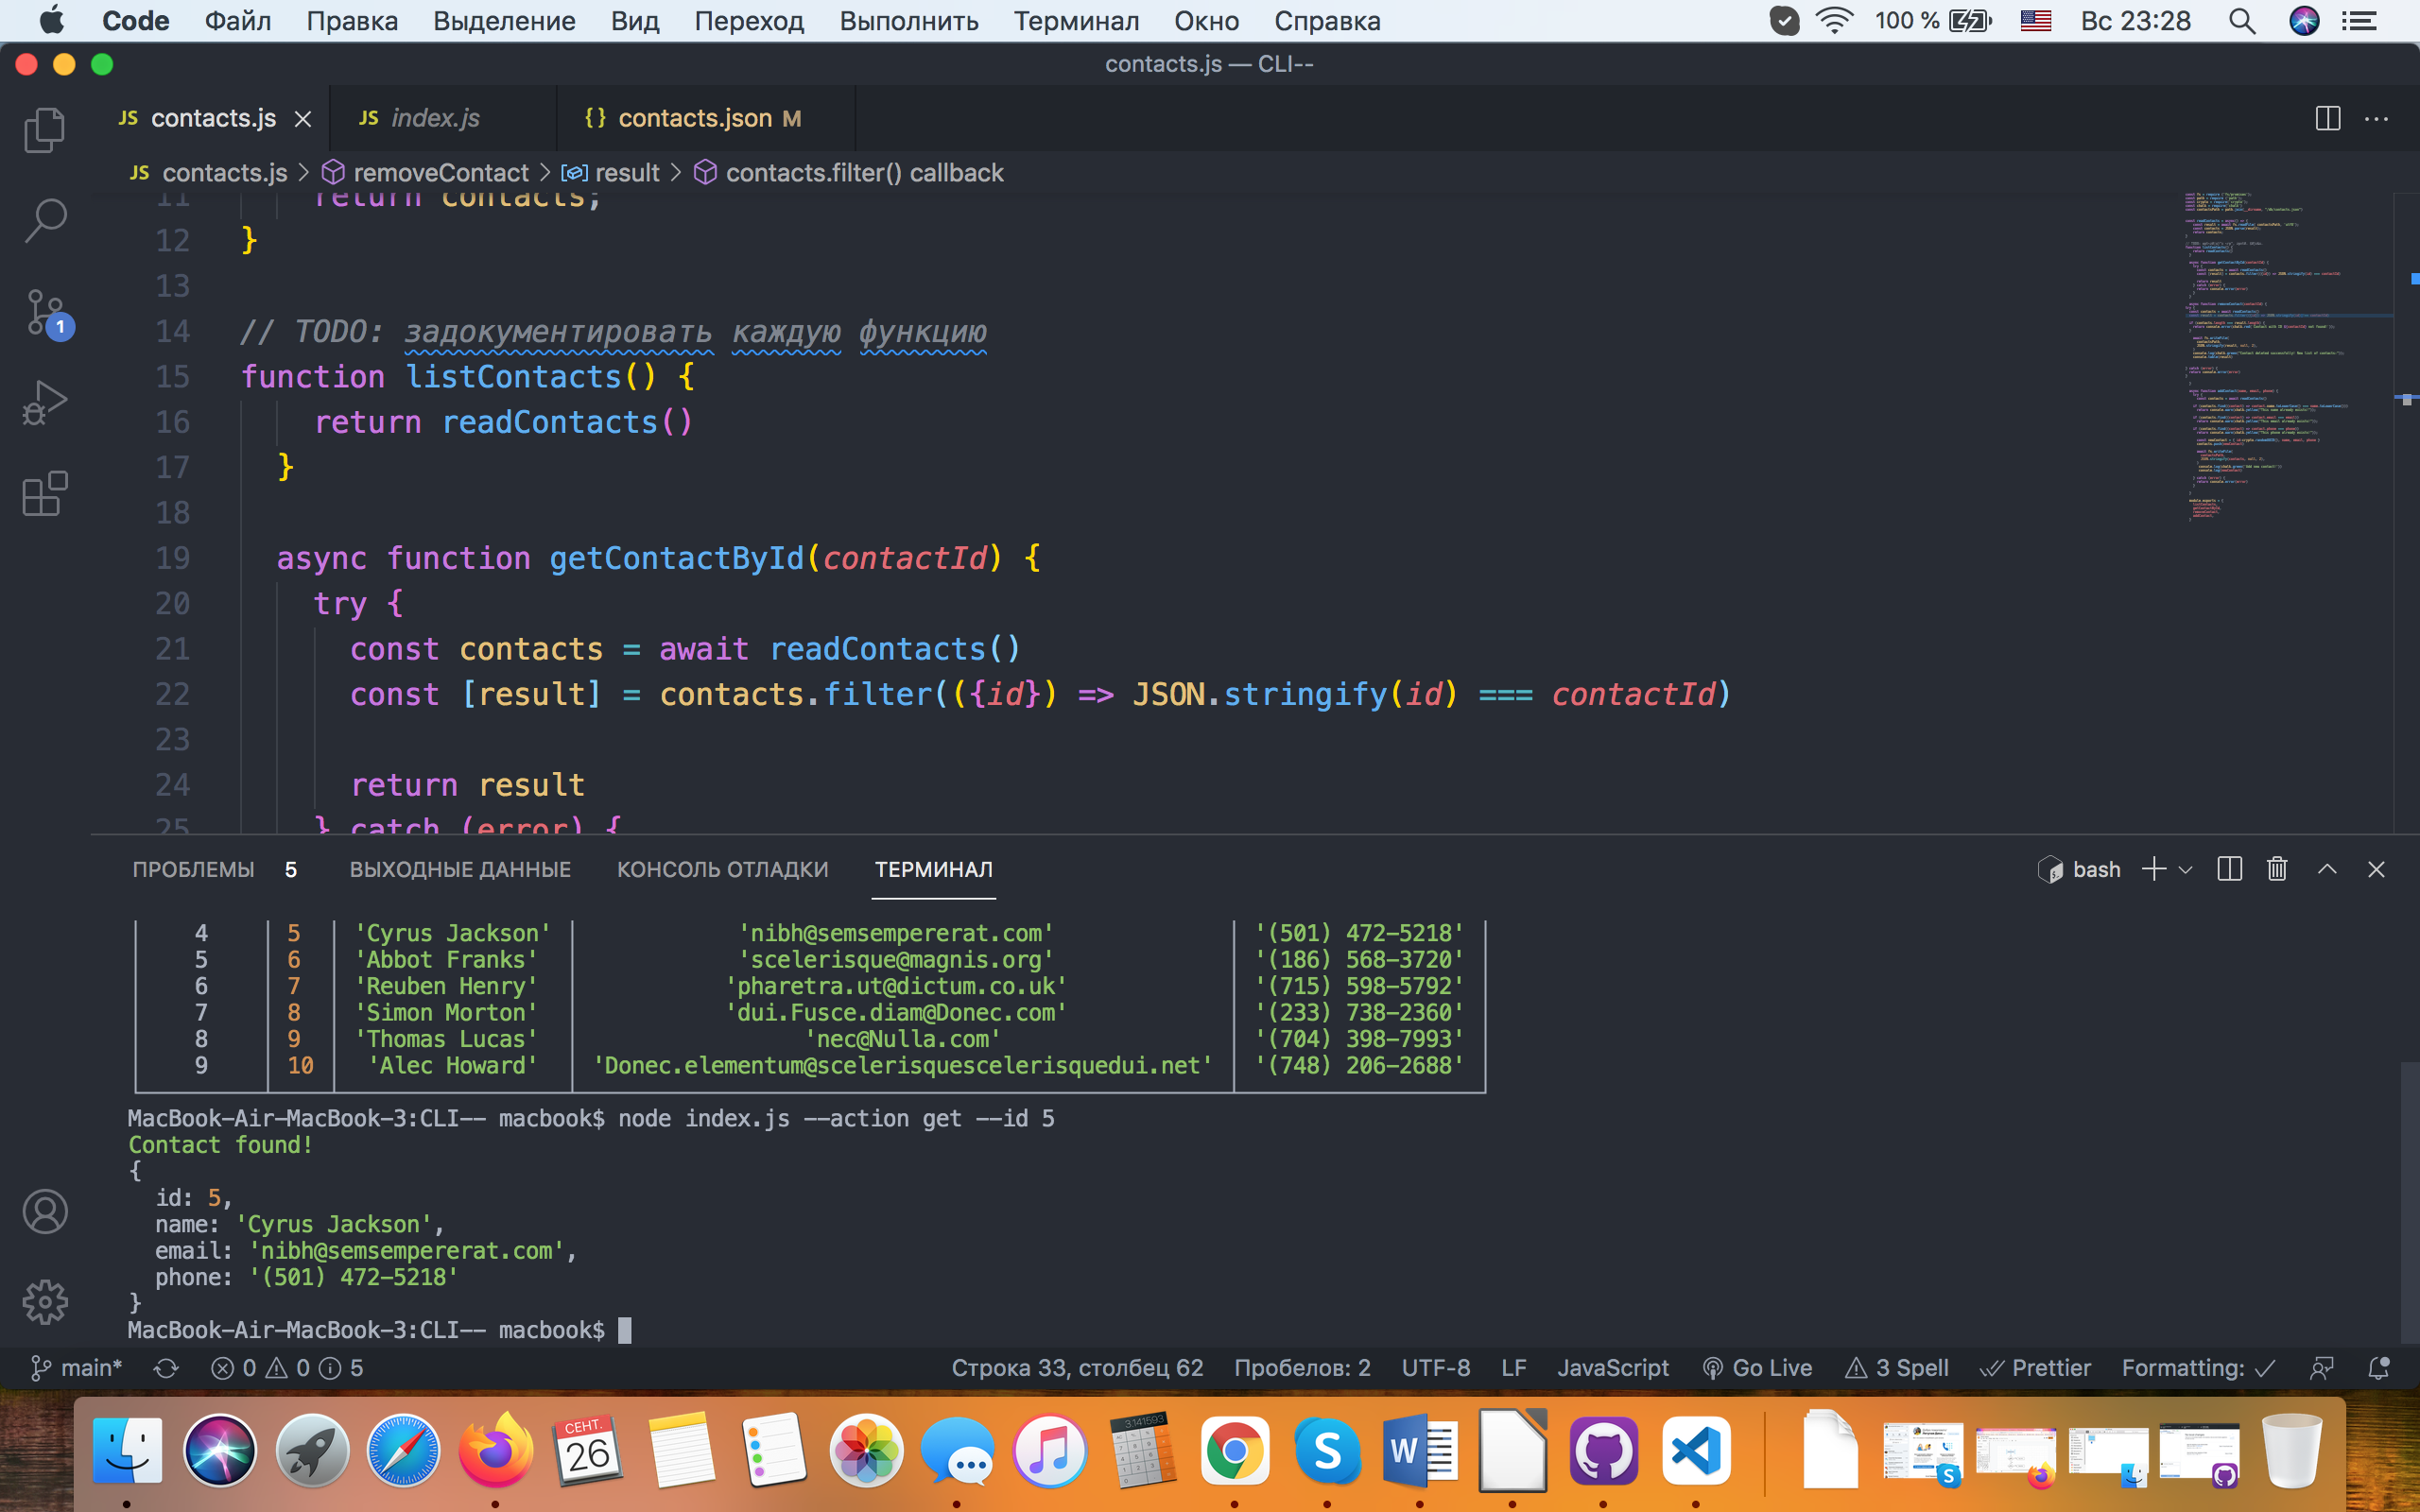 Code Файл Правка Выделение Вид Переход Выполнить Терминал Окно Справка 100 % Вс 23:28
contacts.js — CLI--
JS contacts.js JS index.js {} contacts.json M
JS contacts.js > removeContact > result > contacts.filter() callback
11 return contacts;
12 }
13
14 // TODO: задокументировать каждую функцию
15 function listContacts() {
16 return readContacts()
17 }
18
19 async function getContactById(contactId) {
20 try {
21 const contacts = await readContacts()
22 const [result] = contacts.filter(({id}) => JSON.stringify(id) === contactId)
23
24 return result
25 } catch (error) {
1
ПРОБЛЕМЫ 5 ВЫХОДНЫЕ ДАННЫЕ КОНСОЛЬ ОТЛАДКИ ТЕРМИНАЛ bash
4 5 'Cyrus Jackson' 'nibh@semsempererat.com' '(501) 472-5218'
5 6 'Abbot Franks' 'scelerisque@magnis.org' '(186) 568-3720'
6 7 'Reuben Henry' 'pharetra.ut@dictum.co.uk' '(715) 598-5792'
7 8 'Simon Morton' 'dui.Fusce.diam@Donec.com' '(233) 738-2360'
8 9 'Thomas Lucas' 'nec@Nulla.com' '(704) 398-7993'
9 10 'Alec Howard' 'Donec.elementum@scelerisquescelerisquedui.net' '(748) 206-2688'
MacBook-Air-MacBook-3:CLI-- macbook$ node index.js --action get --id 5
Contact found!
{
id: 5,
name: 'Cyrus Jackson',
email: 'nibh@semsempererat.com',
phone: '(501) 472-5218'
}
MacBook-Air-MacBook-3:CLI-- macbook$
main* 0 0 5 Строка 33, столбец 62 Пробелов: 2 UTF-8 LF JavaScript Go Live 3 Spell Prettier Formatting: ✓
СЕНТ.
26
3.141593